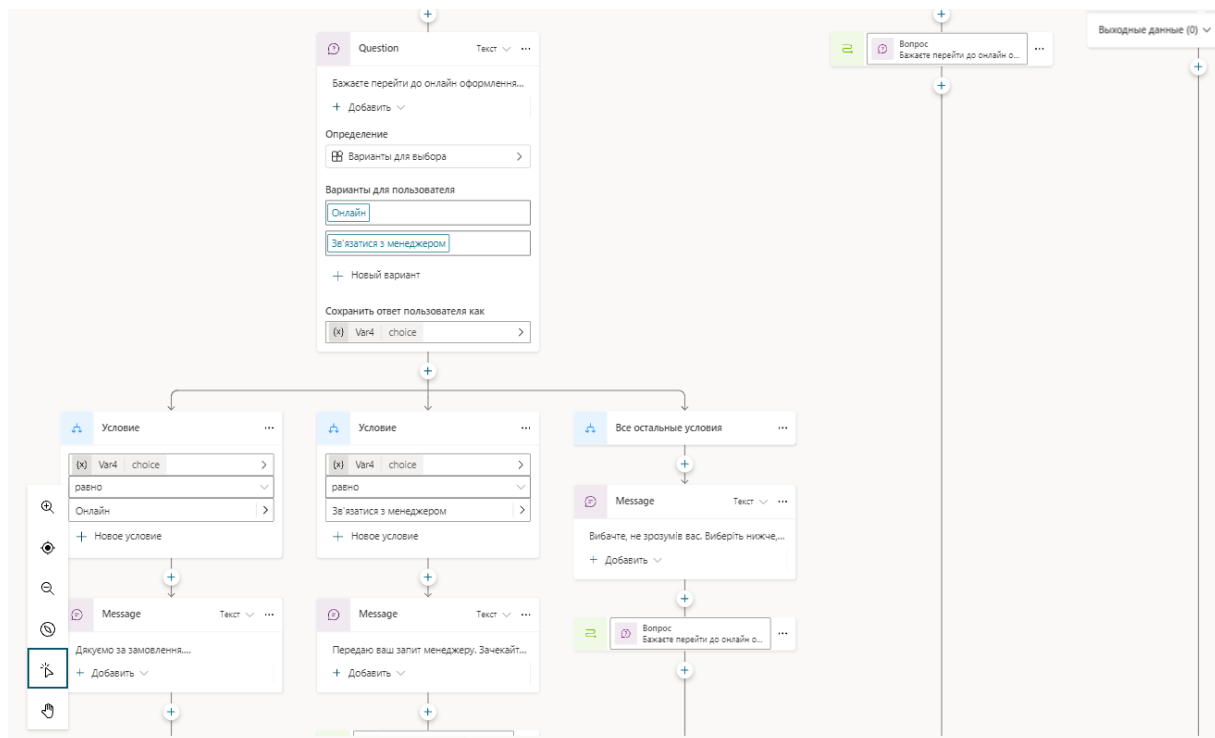 Question
Текст
Бажаєте перейти до онлайн оформлення...
+ Добавить
Определение
Варианты для выбора
Варианты для пользователя
Онлайн
Зв'язатися з менеджером
+ Новый вариант
Сохранить ответ пользователя как
{x} Var4 choice
Вопрос
Бажаєте перейти до онлайн о...
Выходные данные (0)
Условие
{x} Var4 choice
равно
Онлайн
+ Новое условие
Message
Текст
Дякуємо за замовлення....
+ Добавить
Условие
{x} Var4 choice
равно
Зв'язатися з менеджером
+ Новое условие
Message
Текст
Передаю ваш запит менеджеру. Зачекайт...
+ Добавить
Все остальные условия
Message
Текст
Вибачте, не зрозумів вас. Виберіть нижче,...
+ Добавить
Вопрос
Бажаєте перейти до онлайн о...